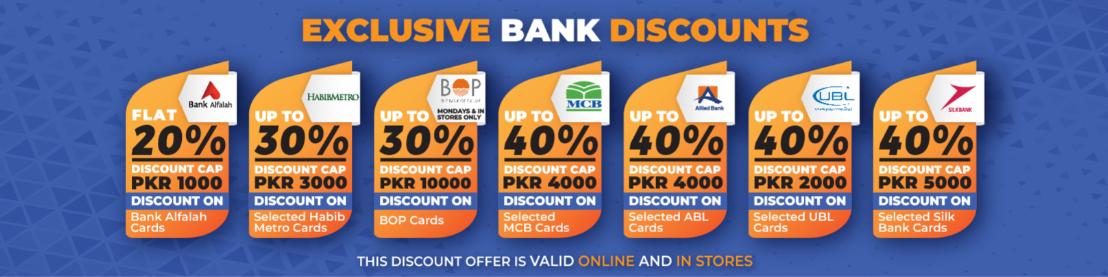 EXCLUSIVE BANK DISCOUNTS
Bank Alfalah
FLAT
20%
DISCOUNT CAP
PKR 1000
DISCOUNT ON
Bank Alfalah
Cards
HABIBMETRO
UP TO
30%
DISCOUNT CAP
PKR 3000
DISCOUNT ON
Selected Habib
Metro Cards
BOP
MONDAYS & IN
STORES ONLY
UP TO
30%
DISCOUNT CAP
PKR 10000
DISCOUNT ON
BOP Cards
MCB
UP TO
40%
DISCOUNT CAP
PKR 4000
DISCOUNT ON
Selected
MCB Cards
Allied Bank
UP TO
40%
DISCOUNT CAP
PKR 4000
DISCOUNT ON
Selected ABL
Cards
UBL
UP TO
40%
DISCOUNT CAP
PKR 2000
DISCOUNT ON
Selected UBL
Cards
SILKBANK
UP TO
40%
DISCOUNT CAP
PKR 5000
DISCOUNT ON
Selected Silk
Bank Cards
THIS DISCOUNT OFFER IS VALID ONLINE AND IN STORES